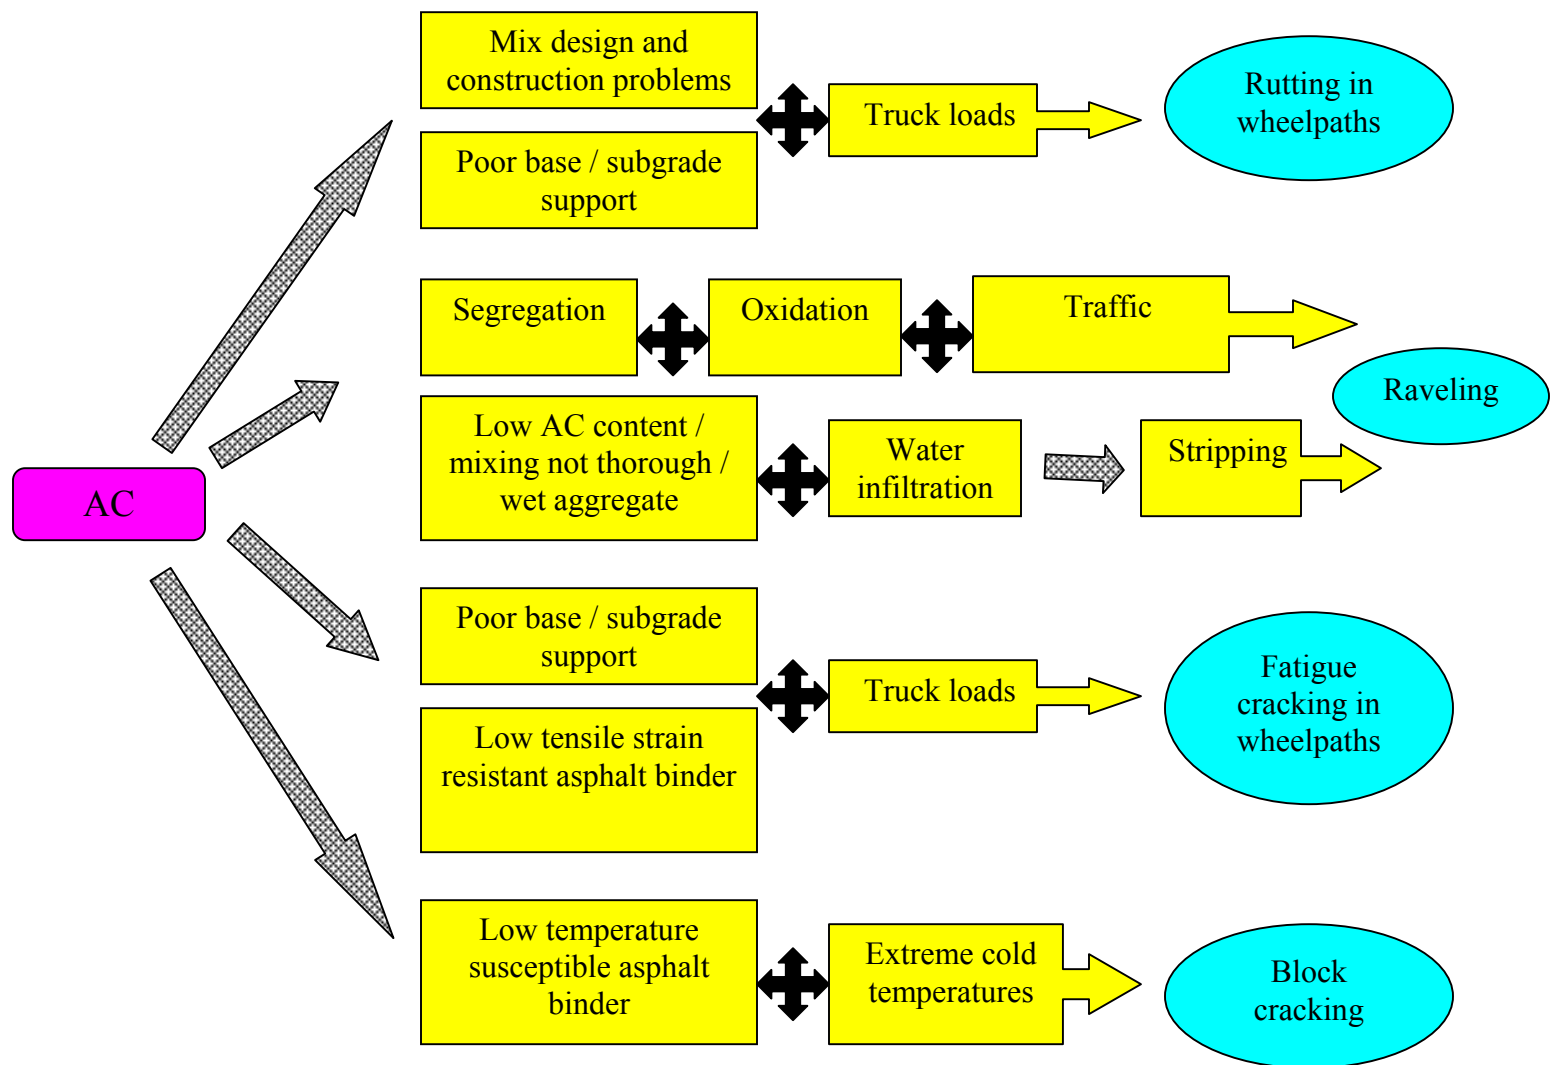 Mix design and
construction problems
Truck loads
Rutting in
wheelpaths
Poor base / subgrade
support
Segregation
Oxidation
Traffic
Raveling
Low AC content /
mixing not thorough /
wet aggregate
Water
infiltration
Stripping
AC
Poor base / subgrade
support
Truck loads
Fatigue
cracking in
wheelpaths
Low tensile strain
resistant asphalt binder
Low temperature
susceptible asphalt
binder
Extreme cold
temperatures
Block
cracking